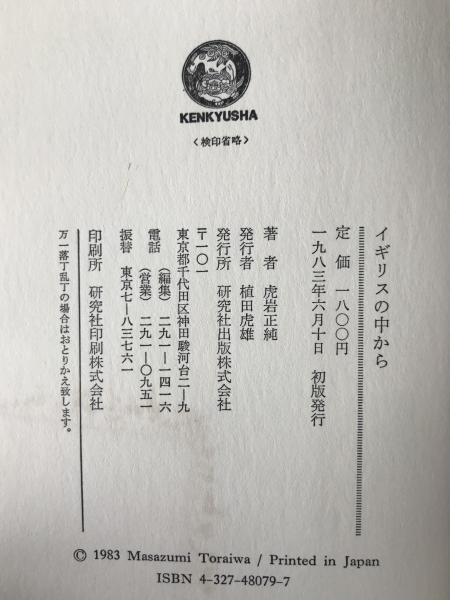 KENKYUSHA
〈検印省略〉
イギリスの中から
定価 一八〇〇円
一九八三年六月十日 初版発行
著者 虎岩正純
発行者 植田虎雄
発行所 研究社出版株式会社
〒一〇一
東京都千代田区神田駿河台二―九
電話 (編集) 二九一―一四一六
(営業) 二九一―〇九五一
振替 東京七―八三七六一
印刷所 研究社印刷株式会社
万一落丁乱丁の場合はおとりかえ致します。
© 1983 Masazumi Toraiwa / Printed in Japan
ISBN 4-327-48079-7